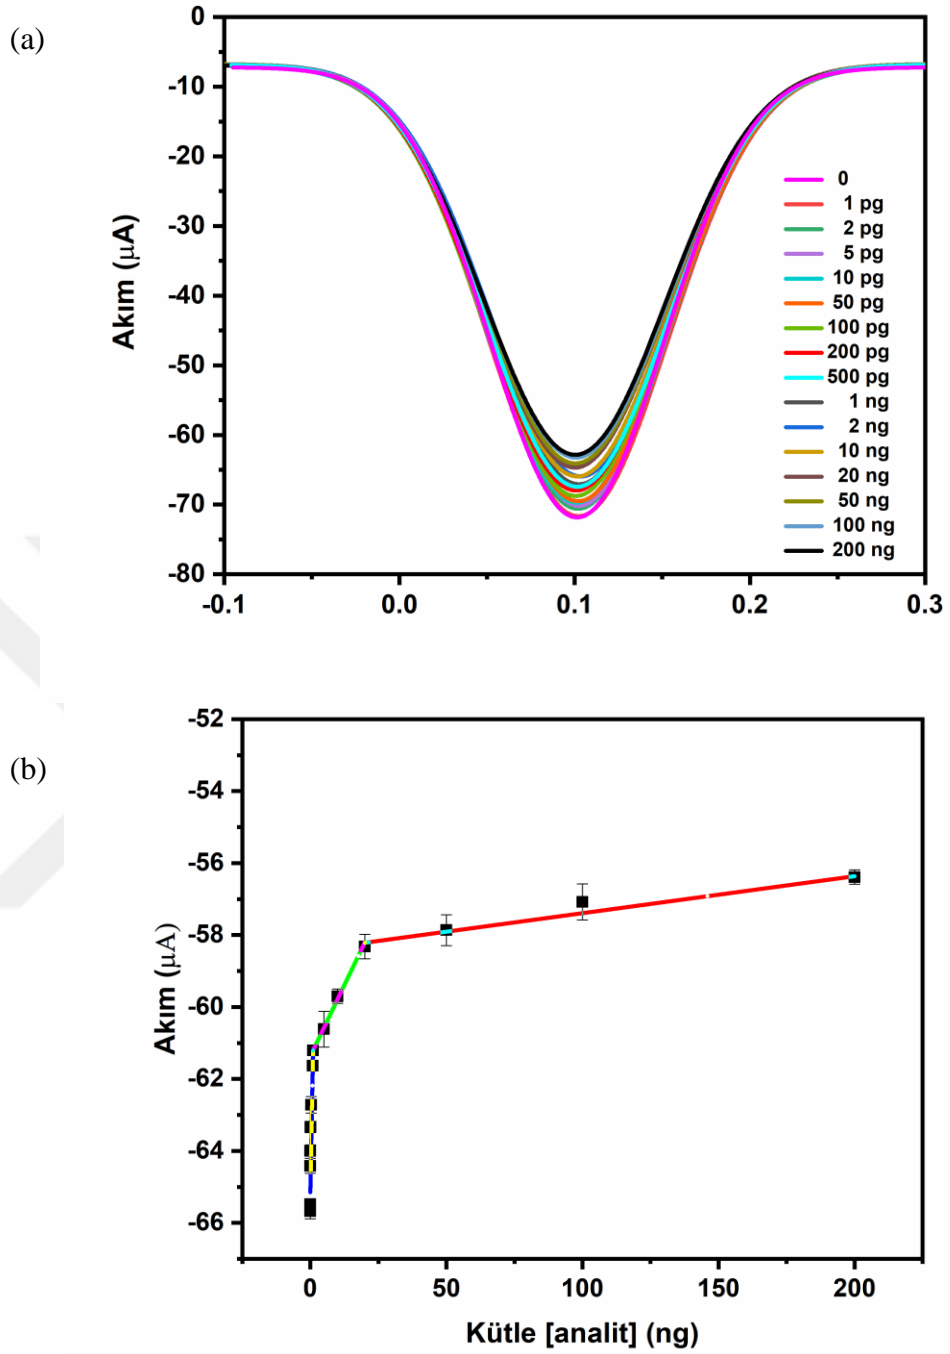 (a)
0
-10
-20
-30
-40
-50
-60
-70
-80
Akım (μA)
0
1 pg
2 pg
5 pg
10 pg
50 pg
100 pg
200 pg
500 pg
1 ng
2 ng
10 ng
20 ng
50 ng
100 ng
200 ng
-0.1 0.0 0.1 0.2 0.3
(b)
-52
-54
-56
-58
-60
-62
-64
-66
Akım (μA)
0 50 100 150 200
Kütle [analit] (ng)